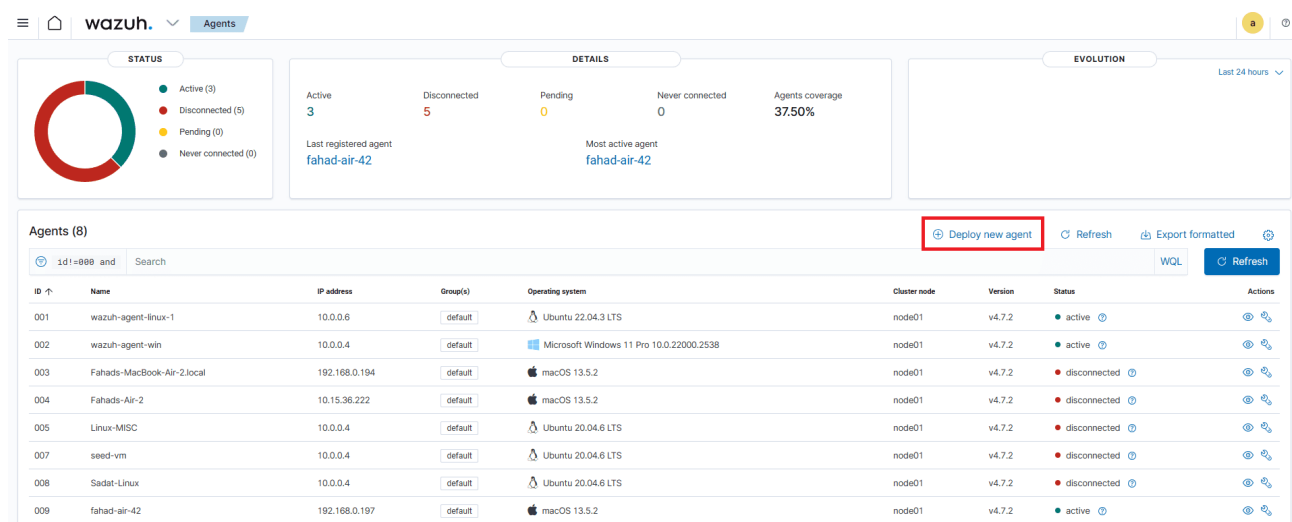 wazuh. Agents a
STATUS
Active (3)
Disconnected (5)
Pending (0)
Never connected (0)
DETAILS
Active Disconnected Pending Never connected Agents coverage
3 5 0 0 37.50%
Last registered agent Most active agent
fahad-air-42 fahad-air-42
EVOLUTION
Last 24 hours
Agents (8) Deploy new agent Refresh Export formatted
id!=000 and Search WQL Refresh
ID Name IP address Group(s) Operating system Cluster node Version Status Actions
001 wazuh-agent-linux-1 10.0.0.6 default Ubuntu 22.04.3 LTS node01 v4.7.2 active
002 wazuh-agent-win 10.0.0.4 default Microsoft Windows 11 Pro 10.0.22000.2538 node01 v4.7.2 active
003 Fahads-MacBook-Air-2.local 192.168.0.194 default macOS 13.5.2 node01 v4.7.2 disconnected
004 Fahads-Air-2 10.15.36.222 default macOS 13.5.2 node01 v4.7.2 disconnected
005 Linux-MISC 10.0.0.4 default Ubuntu 20.04.6 LTS node01 v4.7.2 disconnected
007 seed-vm 10.0.0.4 default Ubuntu 20.04.6 LTS node01 v4.7.2 disconnected
008 Sadat-Linux 10.0.0.4 default Ubuntu 20.04.6 LTS node01 v4.7.2 disconnected
009 fahad-air-42 192.168.0.197 default macOS 13.5.2 node01 v4.7.2 active